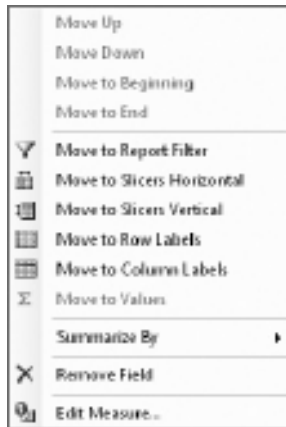 Move Up
Move Down
Move to Beginning
Move to End
Move to Report Filter
Move to Slicers Horizontal
Move to Slicers Vertical
Move to Row Labels
Move to Column Labels
Σ Move to Values
Summarize By
Remove Field
Edit Measure...